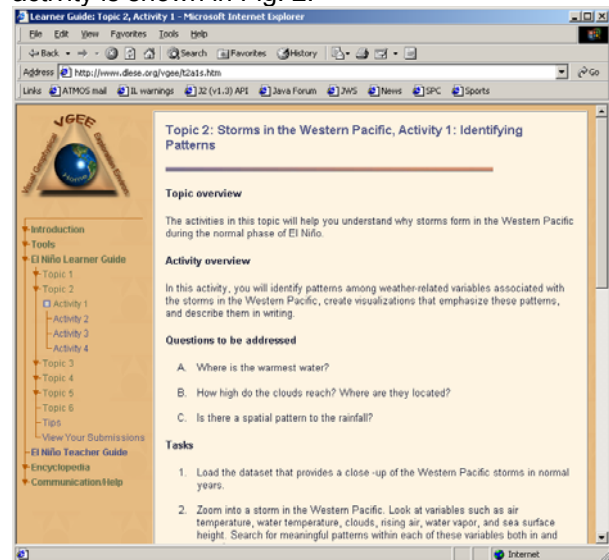 activity is shown in Fig. 2.
Learner Guide: Topic 2, Activity 1 - Microsoft Internet Explorer
File Edit View Favorites Tools Help
Back Search Favorites History
Address http://www.dlese.org/vgee/t2a1s.htm Go
Links ATMOS mail IL warnings J2 (v1.3) API Java Forum JWS News SPC Sports
VGEE
Home
Introduction
Tools
El Niño Learner Guide
Topic 1
Topic 2
Activity 1
Activity 2
Activity 3
Activity 4
Topic 3
Topic 4
Topic 5
Topic 6
Tips
View Your Submissions
El Niño Teacher Guide
Encyclopedia
Communication/Help
Topic 2: Storms in the Western Pacific, Activity 1: Identifying
Patterns
Topic overview
The activities in this topic will help you understand why storms form in the Western Pacific
during the normal phase of El Niño.
Activity overview
In this activity, you will identify patterns among weather-related variables associated with
the storms in the Western Pacific, create visualizations that emphasize these patterns,
and describe them in writing.
Questions to be addressed
A. Where is the warmest water?
B. How high do the clouds reach? Where are they located?
C. Is there a spatial pattern to the rainfall?
Tasks
1. Load the dataset that provides a close -up of the Western Pacific storms in normal
years.
2. Zoom into a storm in the Western Pacific. Look at variables such as air
temperature, water temperature, clouds, rising air, water vapor, and sea surface
height. Search for meaningful patterns within each of these variables both in and
Internet